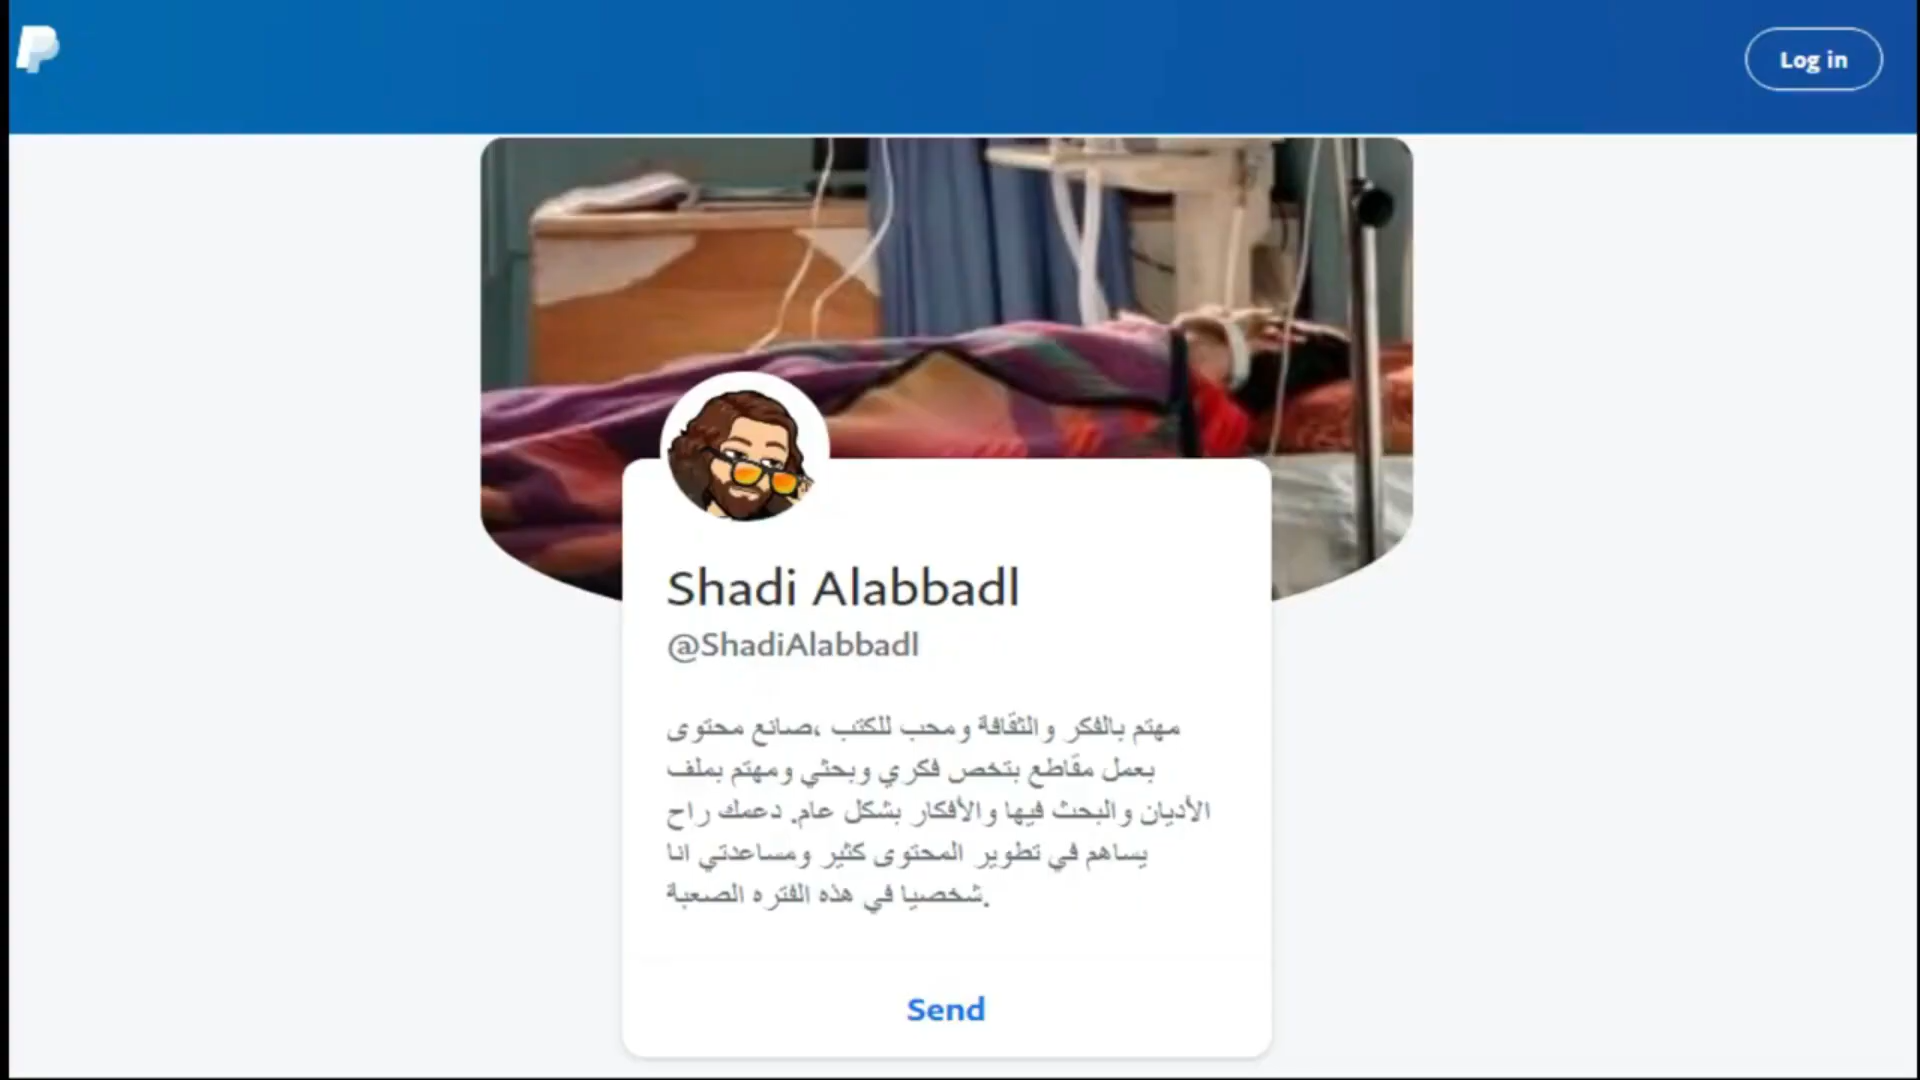 Log in
Shadi Alabbadl
@ShadiAlabbadl
مهتم بالفكر والثقافة ومحب للكتب ،صانع محتوى
بعمل مقاطع بتخص فكري وبحثي ومهتم بملف
الأديان والبحث فيها والأفكار بشكل عام. دعمك راح
يساهم في تطوير المحتوى كثير ومساعدتي انا
شخصيا في هذه الفتره الصعبة.
Send